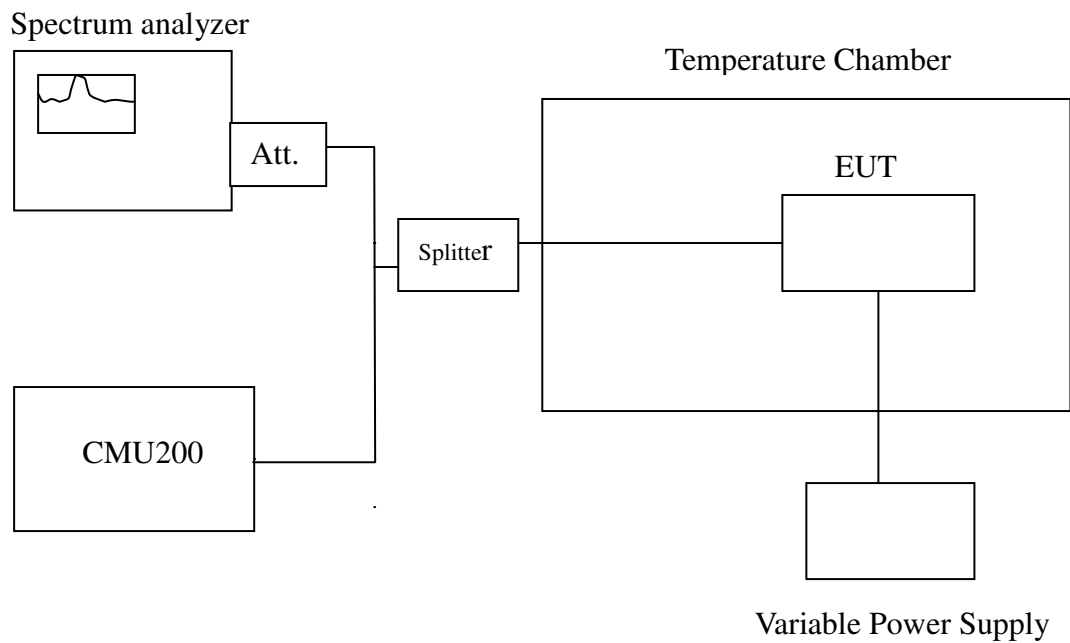 Spectrum analyzer
Temperature Chamber
Att.
EUT
Splitter
CMU200
Variable Power Supply